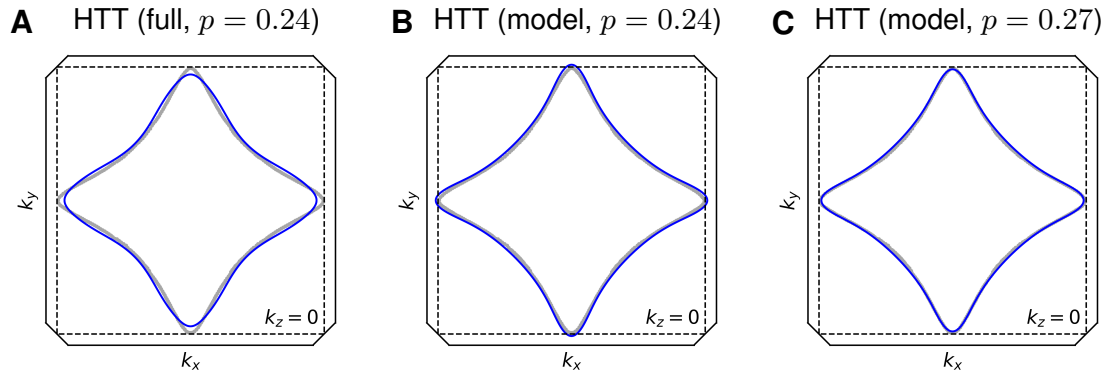 A HTT (full, p = 0.24)
k_y
k_z = 0
k_x
B HTT (model, p = 0.24)
k_y
k_z = 0
k_x
C HTT (model, p = 0.27)
k_y
k_z = 0
k_x